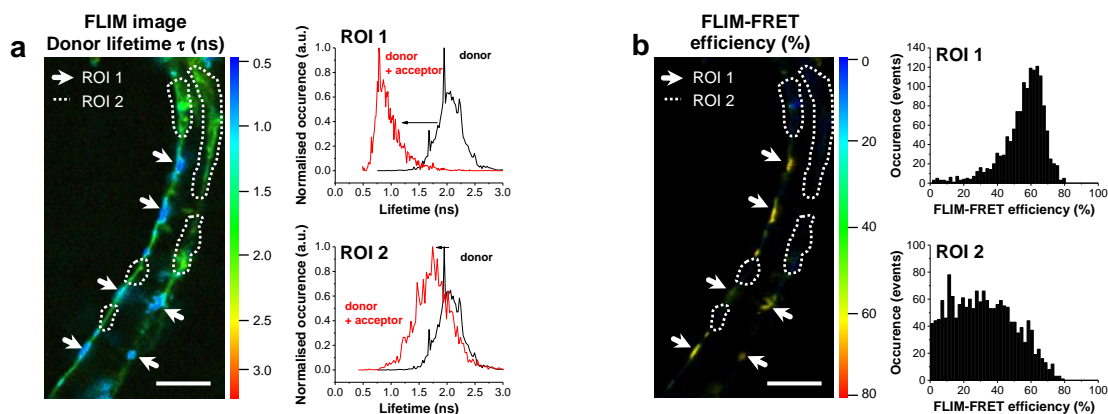 a
FLIM image
Donor lifetime τ (ns)
ROI 1
ROI 2
0.5
1.0
1.5
2.0
2.5
3.0
ROI 1
donor
+ acceptor
donor
Normalised occurence (a.u.)
1.0
0.8
0.6
0.4
0.2
0.0
0.0 0.5 1.0 1.5 2.0 2.5 3.0
Lifetime (ns)
ROI 2
donor
donor
+ acceptor
Normalised occurence (a.u.)
1.0
0.8
0.6
0.4
0.2
0.0
0.0 0.5 1.0 1.5 2.0 2.5 3.0
Lifetime (ns)
b
FLIM-FRET
efficiency (%)
ROI 1
ROI 2
0
20
40
60
80
ROI 1
Occurence (events)
140
120
100
80
60
40
20
0
0 20 40 60 80 100
FLIM-FRET efficiency (%)
ROI 2
Occurence (events)
100
80
60
40
20
0
0 20 40 60 80 100
FLIM-FRET efficiency (%)